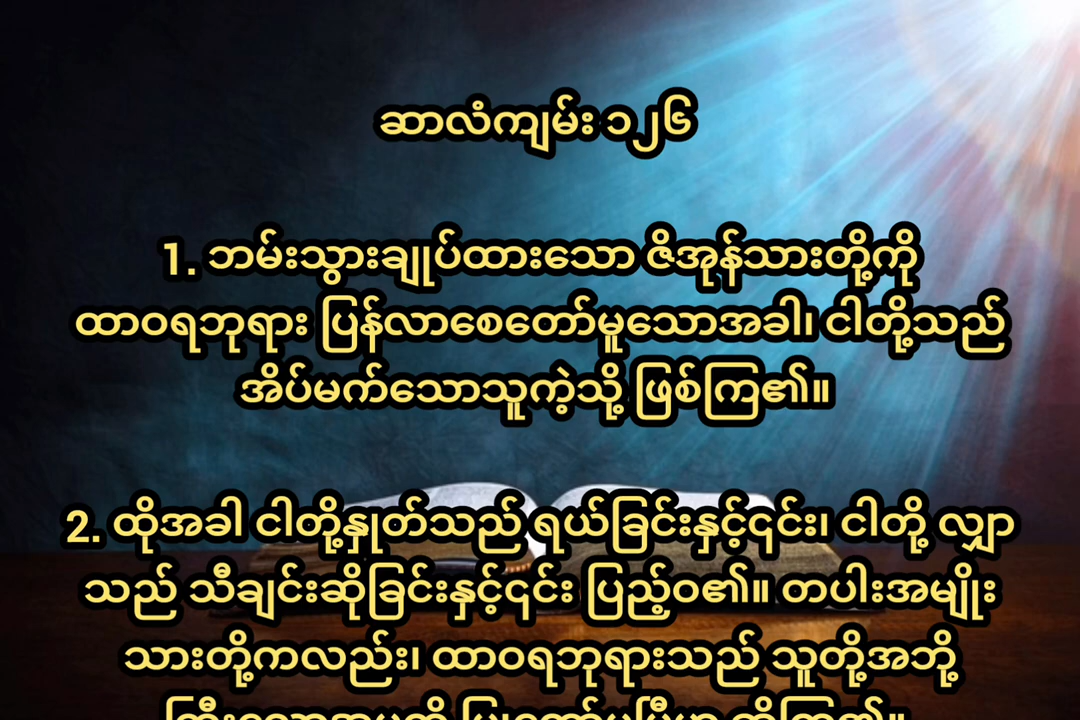 ဆာလံကျမ်း ၁၂၆
1. ဘမ်းသွားချုပ်ထားသော ဇိအုန်သားတို့ကို
ထာဝရဘုရား ပြန်လာစေတော်မူသောအခါ၊ ငါတို့သည်
အိပ်မက်သောသူကဲ့သို့ ဖြစ်ကြ၏။
2. ထိုအခါ ငါတို့နှုတ်သည် ရယ်ခြင်းနှင့်၎င်း၊ ငါတို့ လျှာ
သည် သီချင်းဆိုခြင်းနှင့်၎င်း ပြည့်ဝ၏။ တပါးအမျိုး
သားတို့ကလည်း၊ ထာဝရဘုရားသည် သူတို့အဘို့